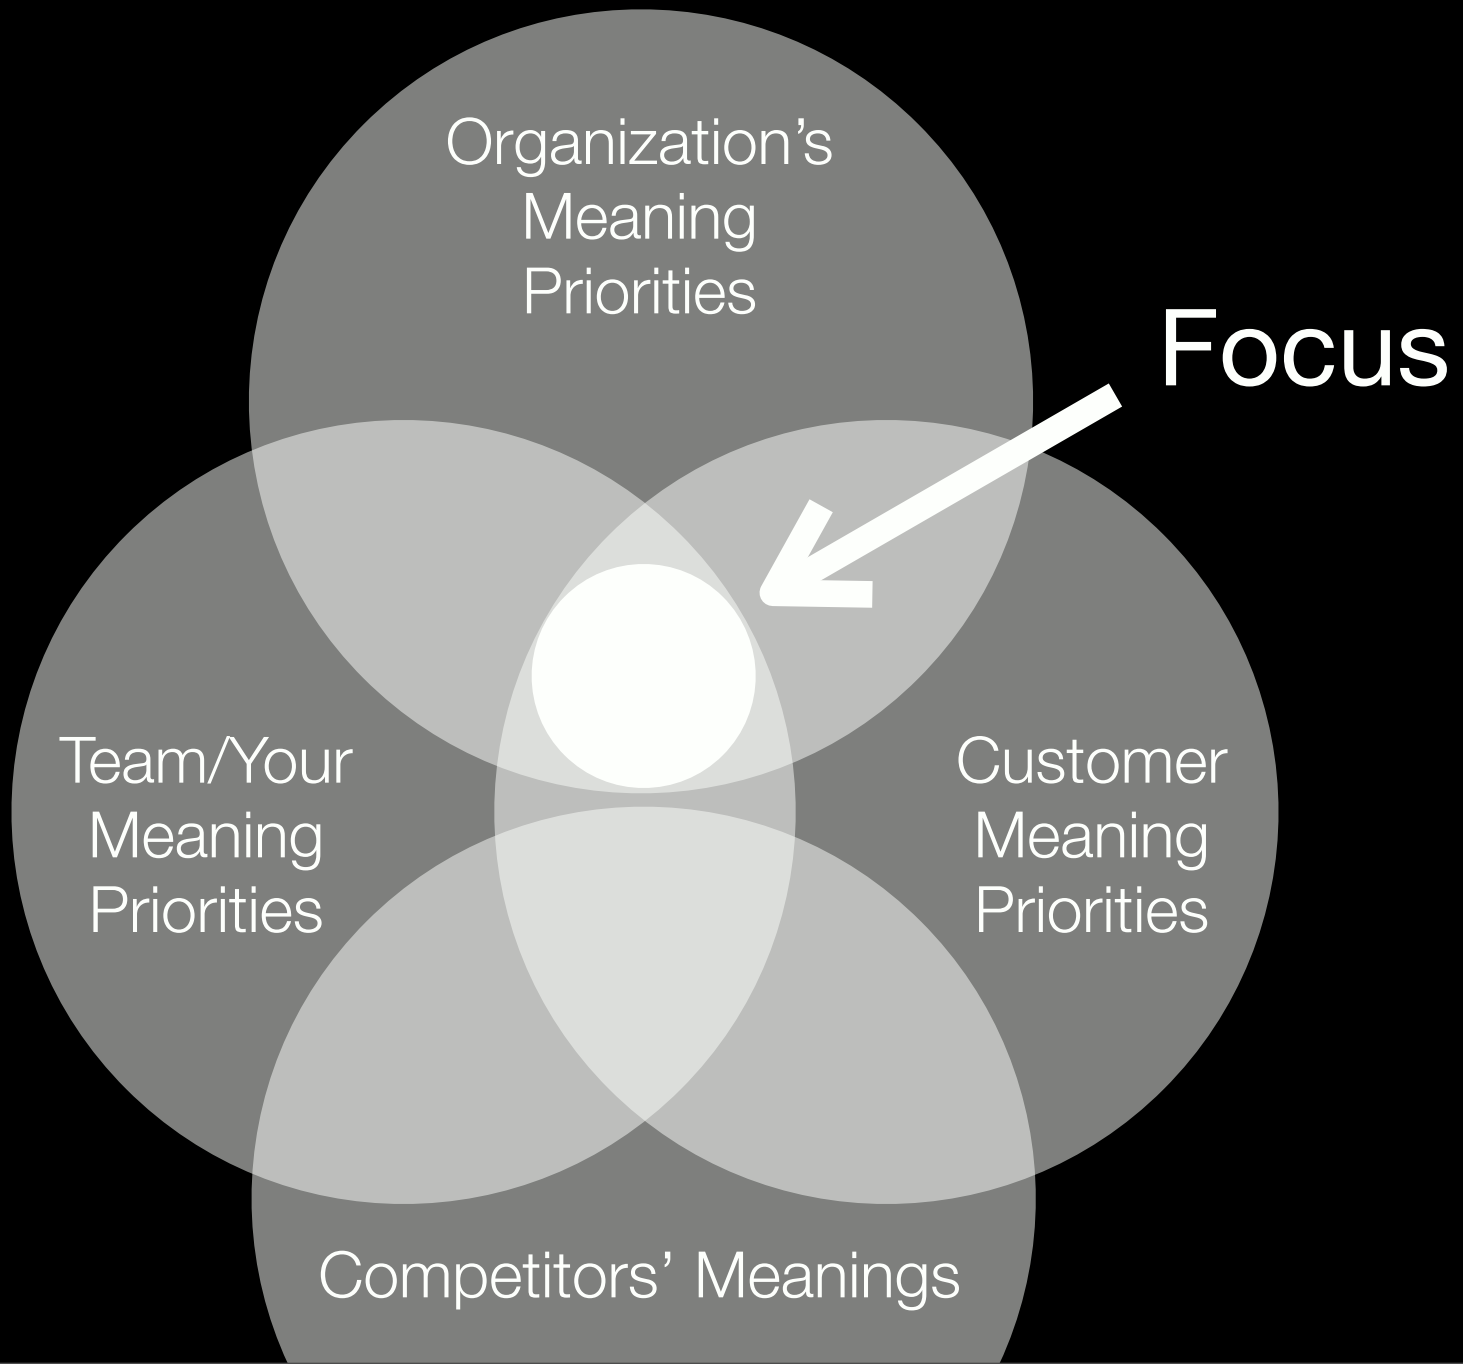 Organization’s
Meaning
Priorities
Focus
Team/Your
Meaning
Priorities
Customer
Meaning
Priorities
Competitors’ Meanings